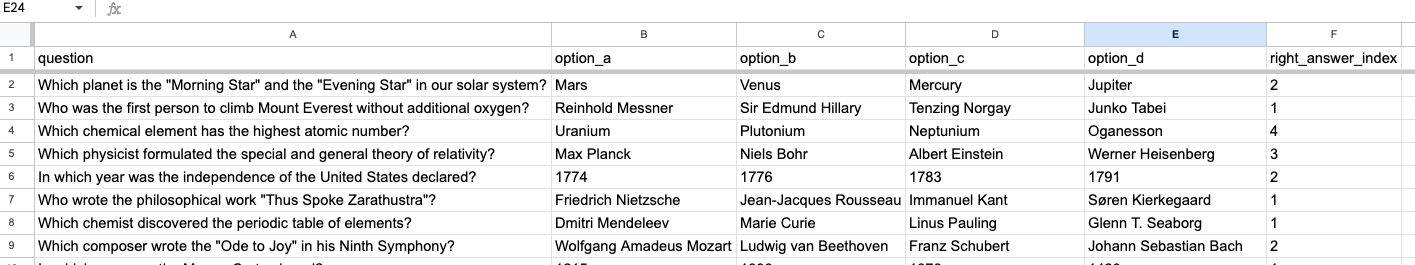 E24 fx
A B C D E F
1 question option_a option_b option_c option_d right_answer_index
2 Which planet is the "Morning Star" and the "Evening Star" in our solar system? Mars Venus Mercury Jupiter 2
3 Who was the first person to climb Mount Everest without additional oxygen? Reinhold Messner Sir Edmund Hillary Tenzing Norgay Junko Tabei 1
4 Which chemical element has the highest atomic number? Uranium Plutonium Neptunium Oganesson 4
5 Which physicist formulated the special and general theory of relativity? Max Planck Niels Bohr Albert Einstein Werner Heisenberg 3
6 In which year was the independence of the United States declared? 1774 1776 1783 1791 2
7 Who wrote the philosophical work "Thus Spoke Zarathustra"? Friedrich Nietzsche Jean-Jacques Rousseau Immanuel Kant Søren Kierkegaard 1
8 Which chemist discovered the periodic table of elements? Dmitri Mendeleev Marie Curie Linus Pauling Glenn T. Seaborg 1
9 Which composer wrote the "Ode to Joy" in his Ninth Symphony? Wolfgang Amadeus Mozart Ludwig van Beethoven Franz Schubert Johann Sebastian Bach 2